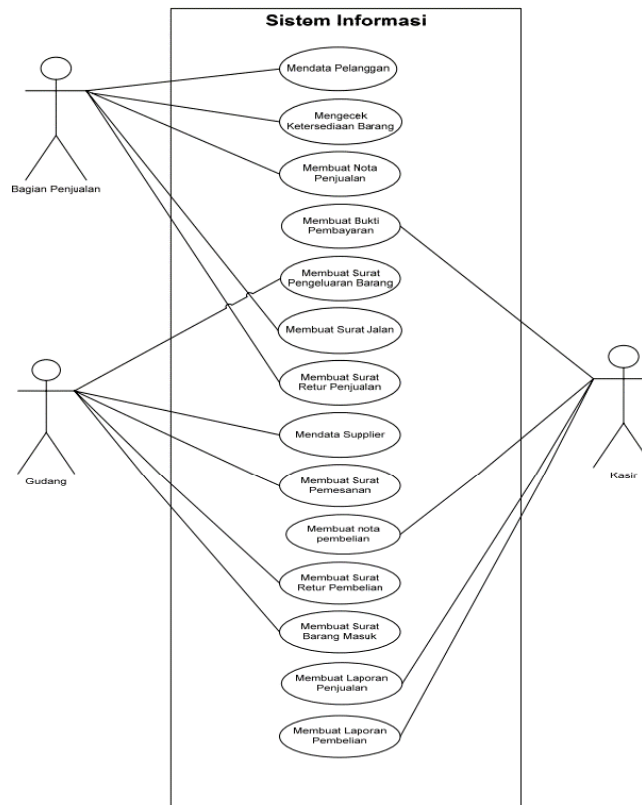 Sistem Informasi
Mendata Pelanggan
Mengecek
Ketersediaan Barang
Bagian Penjualan
Membuat Nota
Penjualan
Membuat Bukti
Pembayaran
Membuat Surat
Pengeluaran Barang
Membuat Surat Jalan
Membuat Surat
Retur Penjualan
Mendata Supplier
Gudang
Kasir
Membuat Surat
Pemesanan
Membuat nota
pembelian
Membuat Surat
Retur Pembelian
Membuat Surat
Barang Masuk
Membuat Laporan
Penjualan
Membuat Laporan
Pembelian